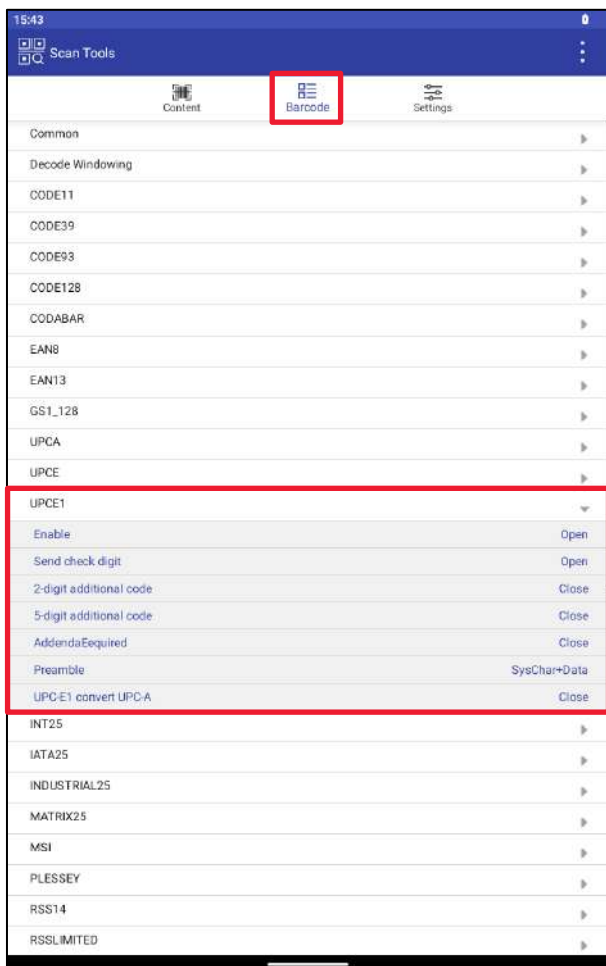 15:43
Scan Tools
Content Barcode Settings
Common
Decode Windowing
CODE11
CODE39
CODE93
CODE128
CODABAR
EAN8
EAN13
GS1_128
UPCA
UPCE
UPCE1
Enable Open
Send check digit Open
2-digit additional code Close
5-digit additional code Close
AddendaEequired Close
Preamble SysChar+Data
UPC-E1 convert UPC-A Close
INT25
IATA25
INDUSTRIAL25
MATRIX25
MSI
PLESSEY
RSS14
RSSLIMITED